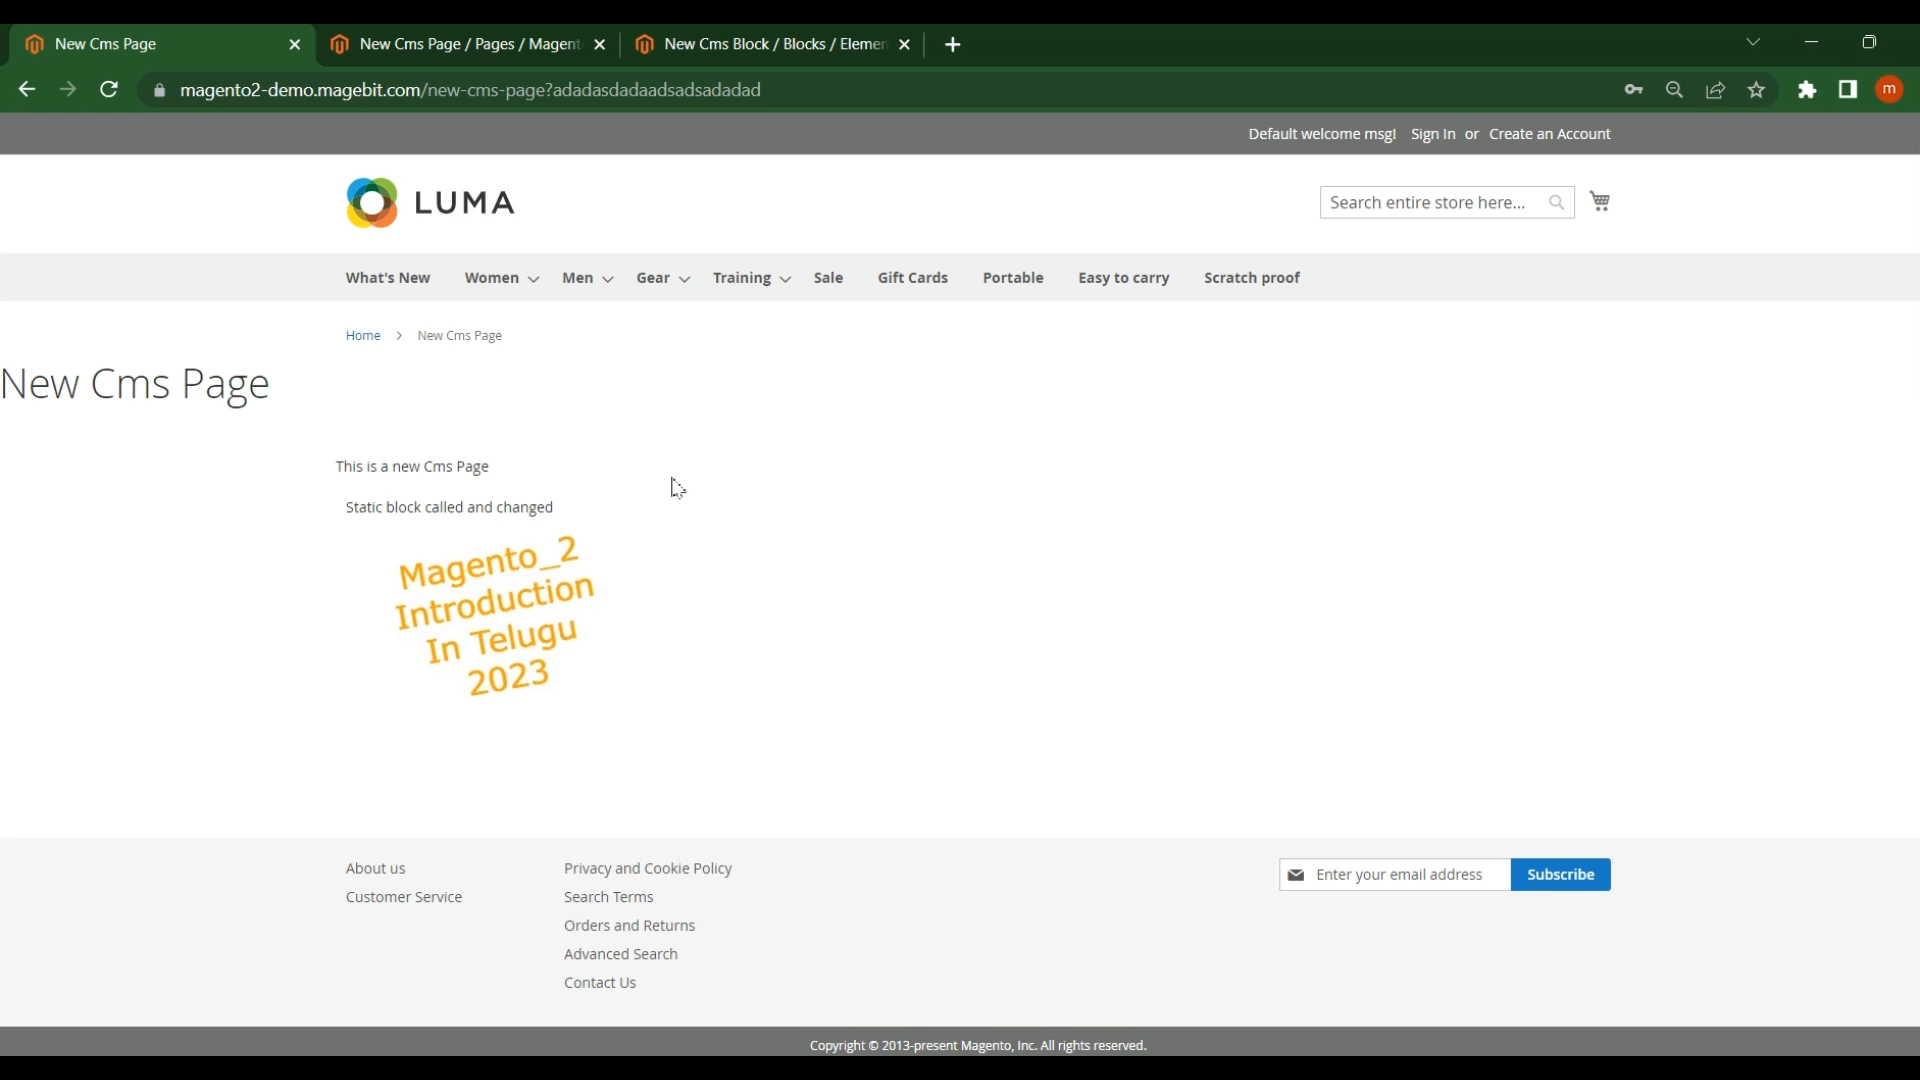 New Cms Page
New Cms Page / Pages / Magent
New Cms Block / Blocks / Elemen
magento2-demo.magebit.com/new-cms-page?adadasdadaadsadsadadad
m
Default welcome msg! Sign In or Create an Account
LUMA
Search entire store here...
What's New Women Men Gear Training Sale Gift Cards Portable Easy to carry Scratch proof
Home > New Cms Page
New Cms Page
This is a new Cms Page
Static block called and changed
Magento_2
Introduction
In Telugu
2023
About us
Customer Service
Privacy and Cookie Policy
Search Terms
Orders and Returns
Advanced Search
Contact Us
Enter your email address
Subscribe
Copyright © 2013-present Magento, Inc. All rights reserved.